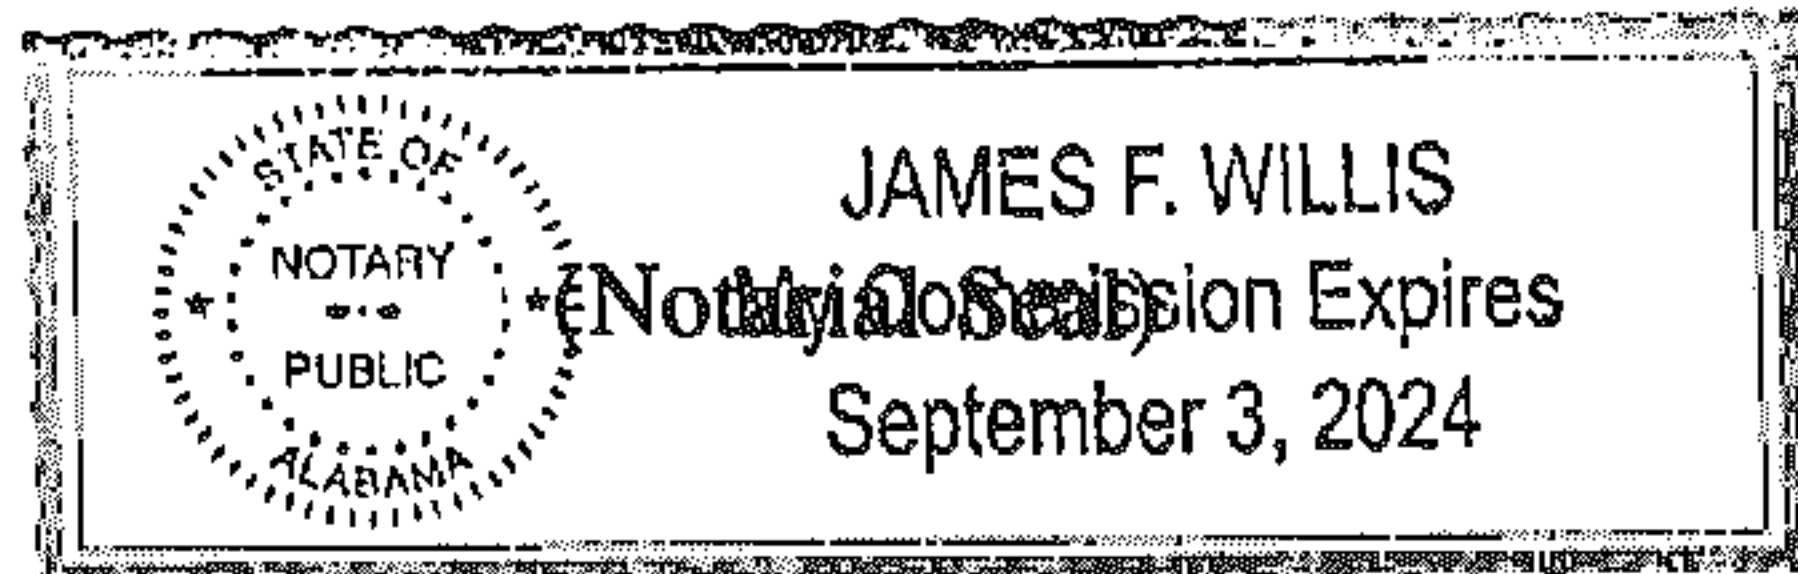 STATE OF
NOTARY
PUBLIC
ALABAMA
JAMES F. WILLIS
(Notarial Seal)
My Commission Expires
September 3, 2024